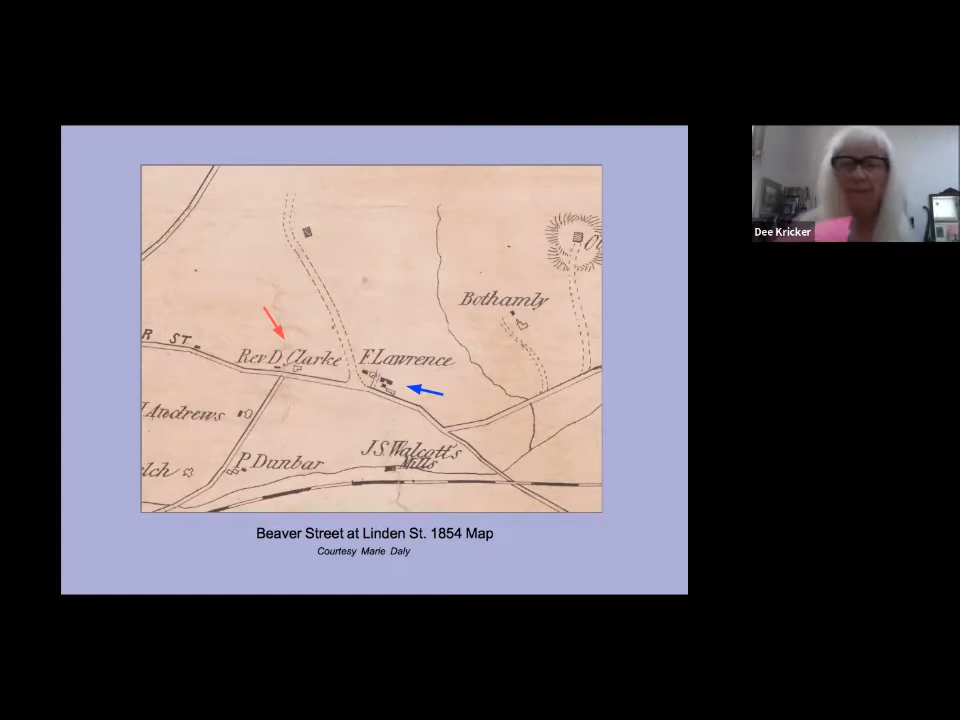 R ST.
Rev D. Clarke
F. Lawrence
Bothamly
Andrews
P. Dunbar
J.S. Walcott's
Mills
lch
Beaver Street at Linden St. 1854 Map
Courtesy Marie Daly
Dee Kricker